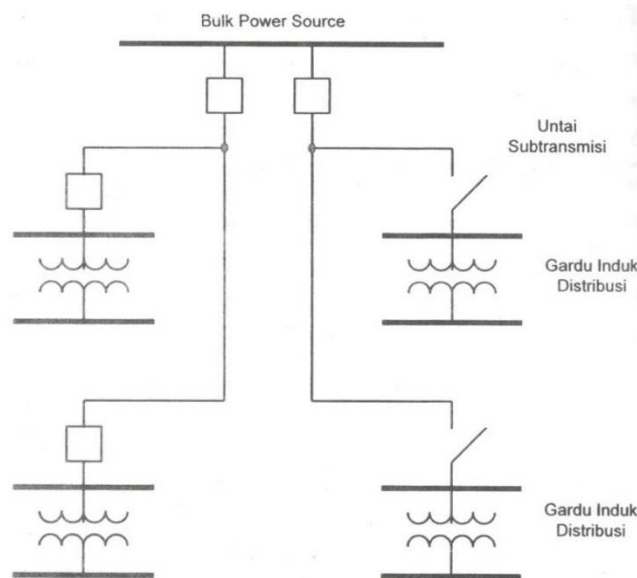 Bulk Power Source
Untai
Subtransmisi
Gardu Induk
Distribusi
Gardu Induk
Distribusi